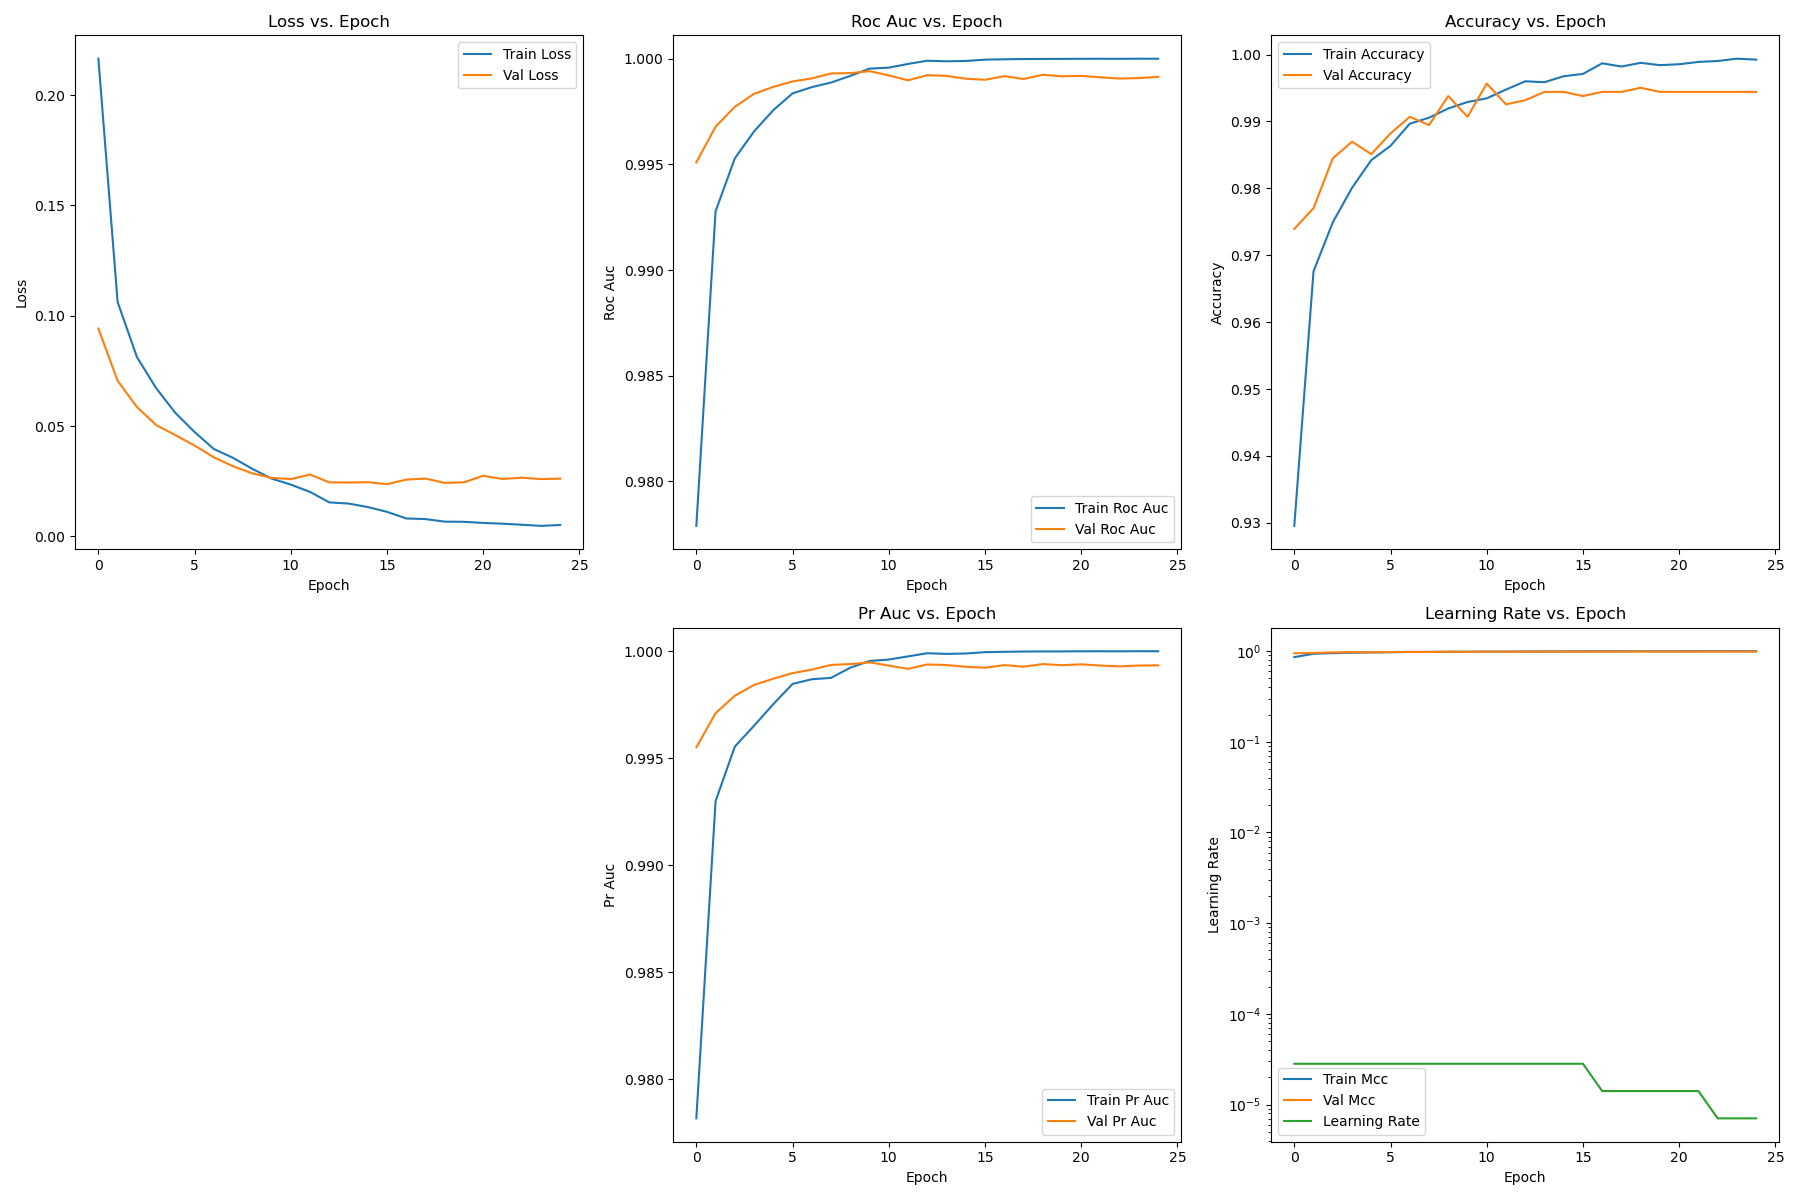 Loss vs. Epoch
Train Loss
Val Loss
0.20
0.15
0.10
0.05
0.00
Loss
0
5
10
15
20
25
Epoch
Roc Auc vs. Epoch
1.000
0.995
0.990
0.985
0.980
Roc Auc
Train Roc Auc
Val Roc Auc
0
5
10
15
20
25
Epoch
Accuracy vs. Epoch
Train Accuracy
Val Accuracy
1.00
0.99
0.98
0.97
0.96
0.95
0.94
0.93
Accuracy
0
5
10
15
20
25
Epoch
Pr Auc vs. Epoch
1.000
0.995
0.990
0.985
0.980
Pr Auc
Train Pr Auc
Val Pr Auc
0
5
10
15
20
25
Epoch
Learning Rate vs. Epoch
10⁰
10⁻¹
10⁻²
10⁻³
10⁻⁴
10⁻⁵
Learning Rate
Train Mcc
Val Mcc
Learning Rate
0
5
10
15
20
25
Epoch